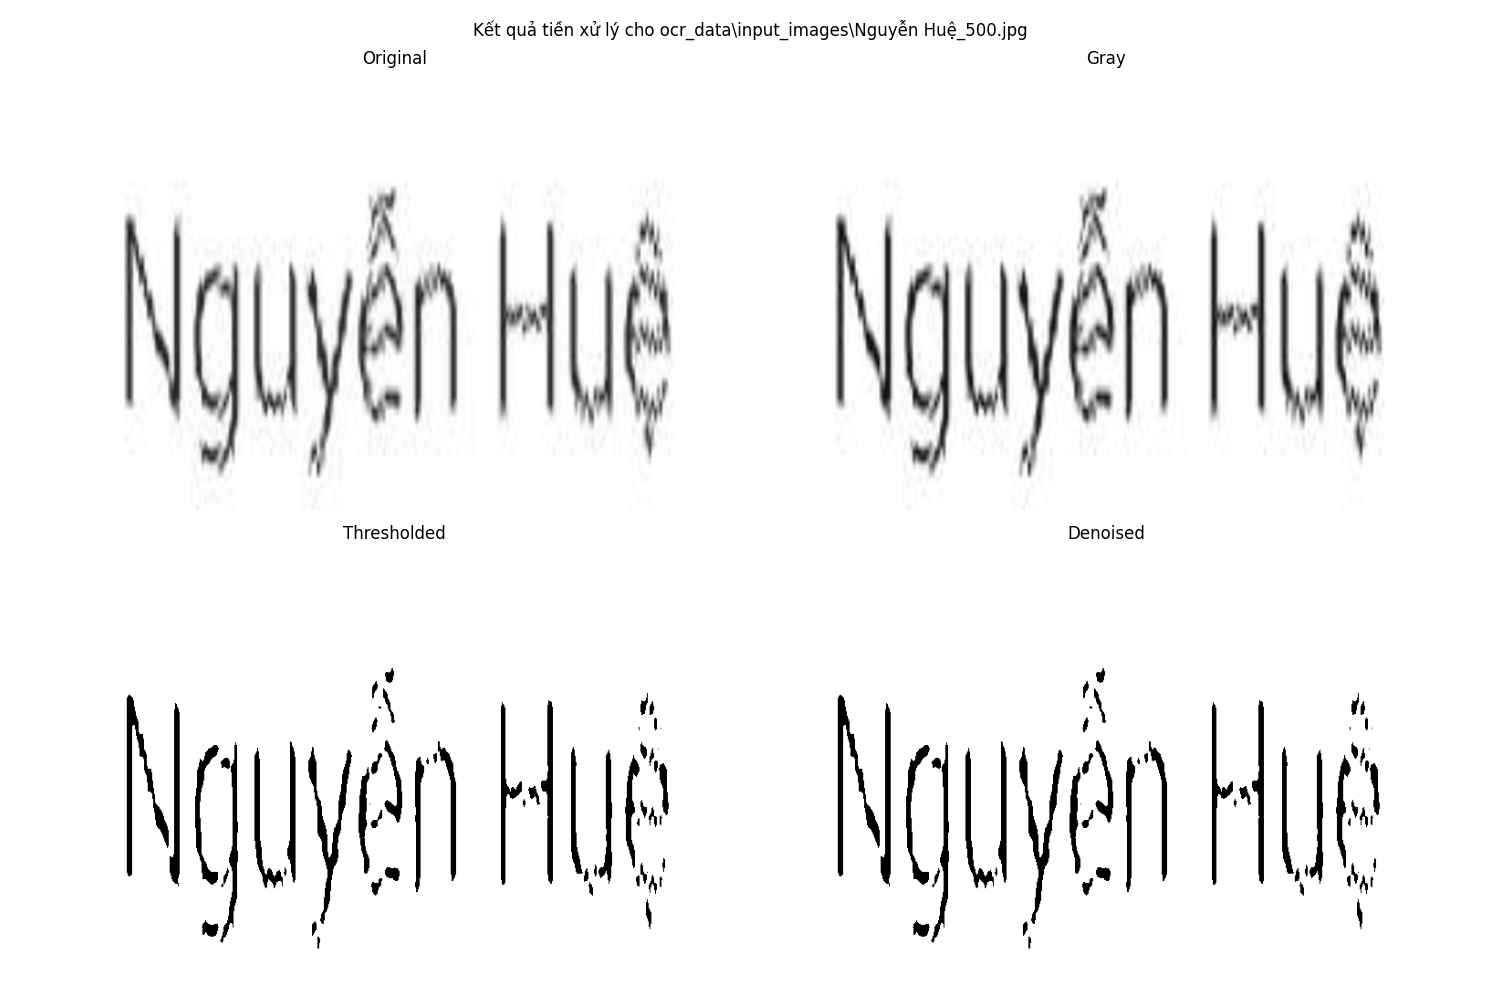 Kết quả tiền xử lý cho ocr_data\input_images\Nguyễn Huệ_500.jpg
Original
Gray
Nguyễn Huệ
Nguyễn Huệ
Thresholded
Denoised
Nguyễn Huệ
Nguyễn Huệ